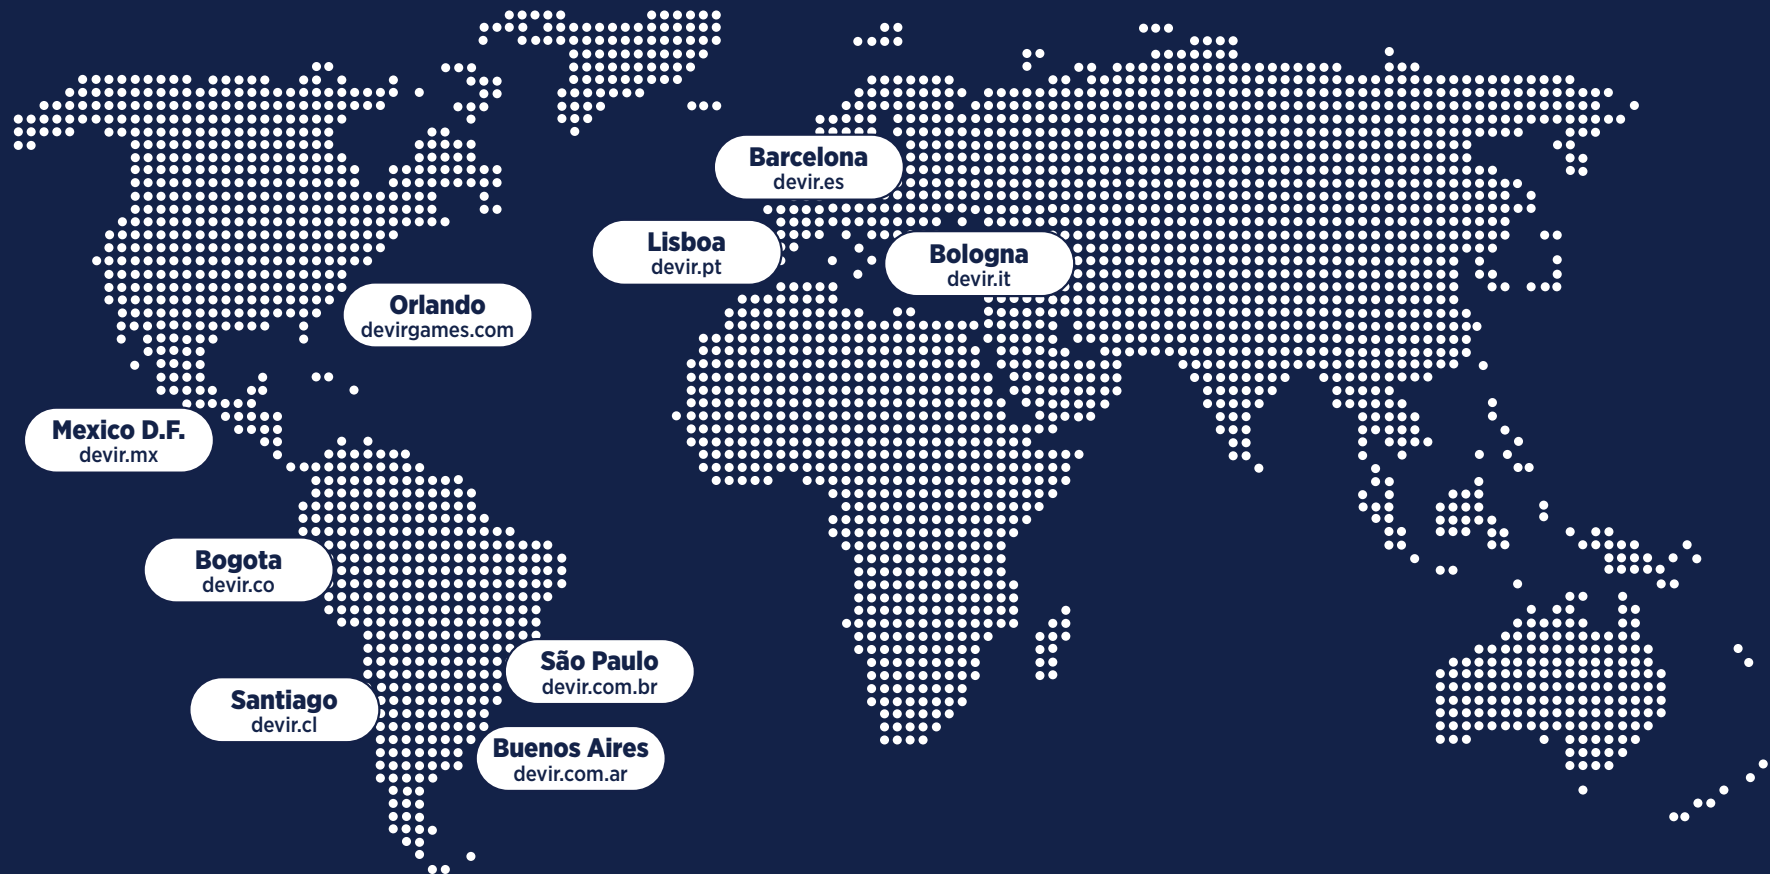 Barcelona
devir.es
Lisboa
devir.pt
Bologna
devir.it
Orlando
devirgames.com
Mexico D.F.
devir.mx
Bogota
devir.co
São Paulo
devir.com.br
Santiago
devir.cl
Buenos Aires
devir.com.ar